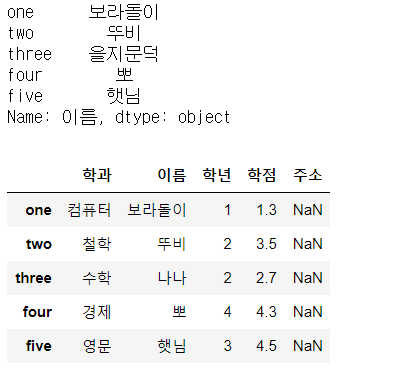 one 보라돌이
two 뚜비
three 을지문덕
four 뽀
five 햇님
Name: 이름, dtype: object
학과 이름 학년 학점 주소
one 컴퓨터 보라돌이 1 1.3 NaN
two 철학 뚜비 2 3.5 NaN
three 수학 나나 2 2.7 NaN
four 경제 뽀 4 4.3 NaN
five 영문 햇님 3 4.5 NaN